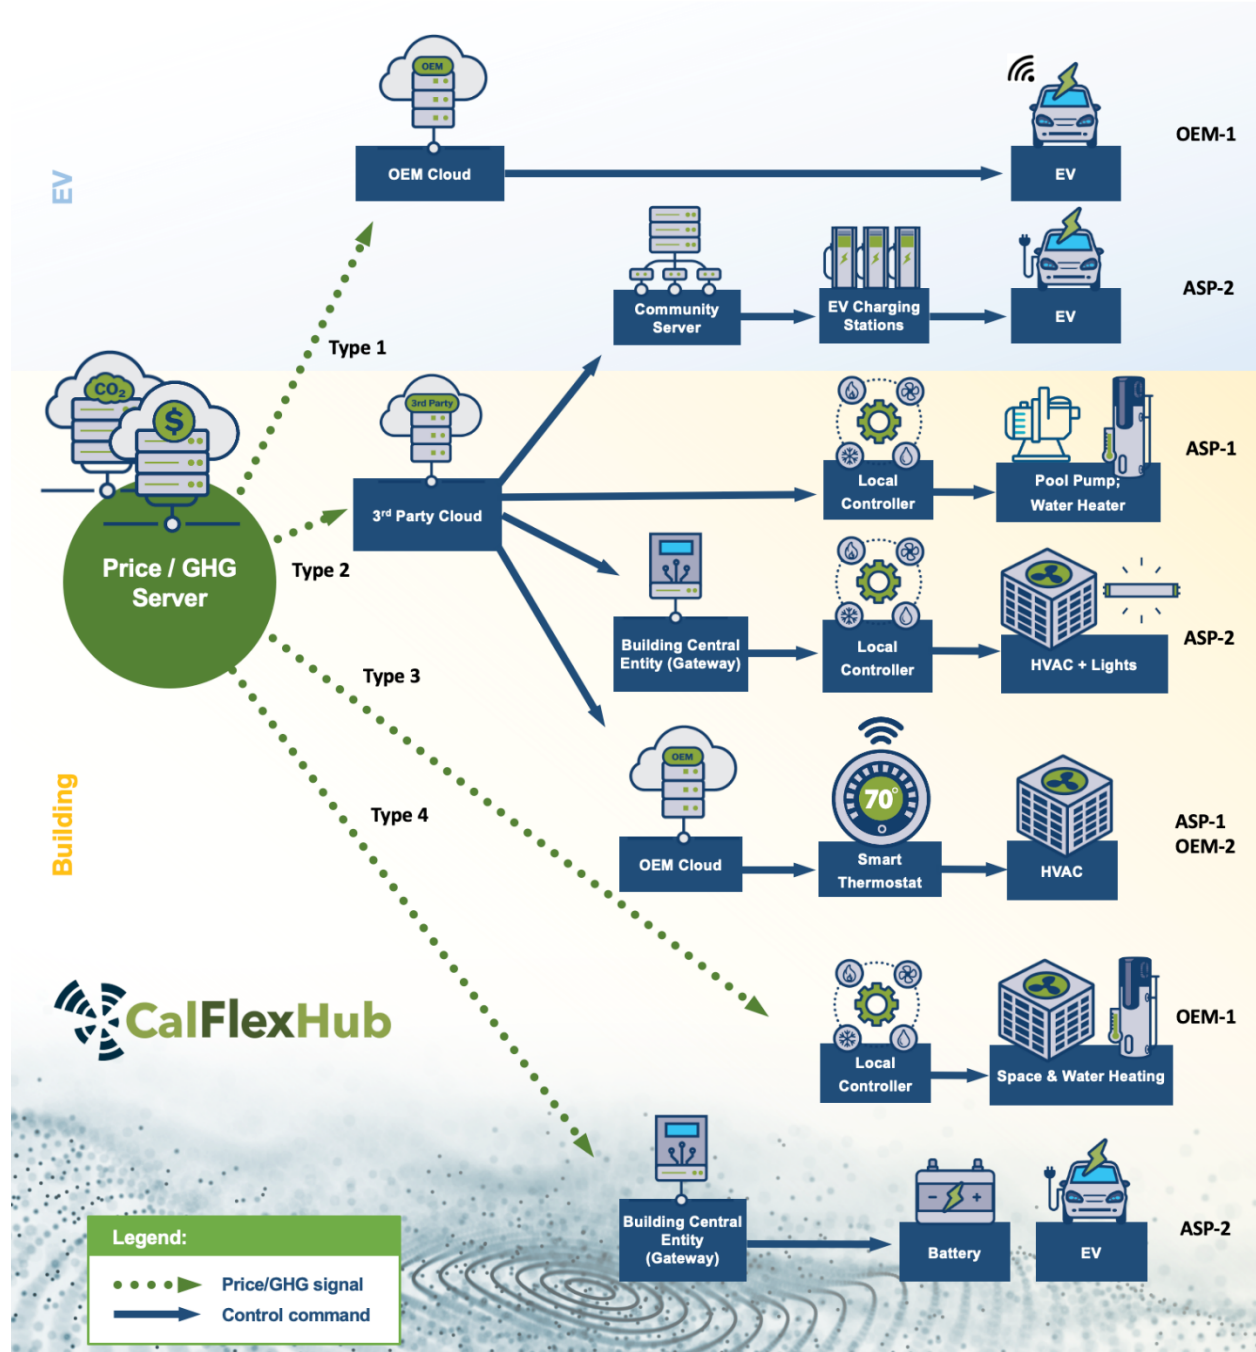 OEM
OEM Cloud
EV
OEM-1
EV
Community
Server
EV Charging
Stations
EV
ASP-2
Type 1
CO₂
$
3rd Party
3ʳᵈ Party Cloud
Local
Controller
Pool Pump;
Water Heater
ASP-1
Price / GHG
Server
Type 2
Building Central
Entity (Gateway)
Local
Controller
HVAC + Lights
ASP-2
Type 3
Building
Type 4
OEM
OEM Cloud
70°
Smart
Thermostat
HVAC
ASP-1
OEM-2
CalFlexHub
Local
Controller
Space & Water Heating
OEM-1
Building Central
Entity
(Gateway)
- +
Battery
EV
ASP-2
Legend:
Price/GHG signal
Control command